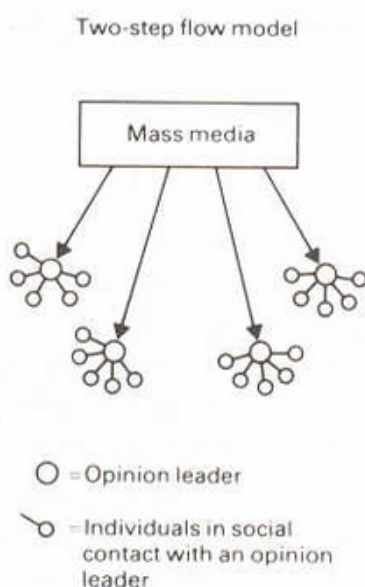 Two-step flow model
Mass media
= Opinion leader
= Individuals in social
contact with an opinion
leader